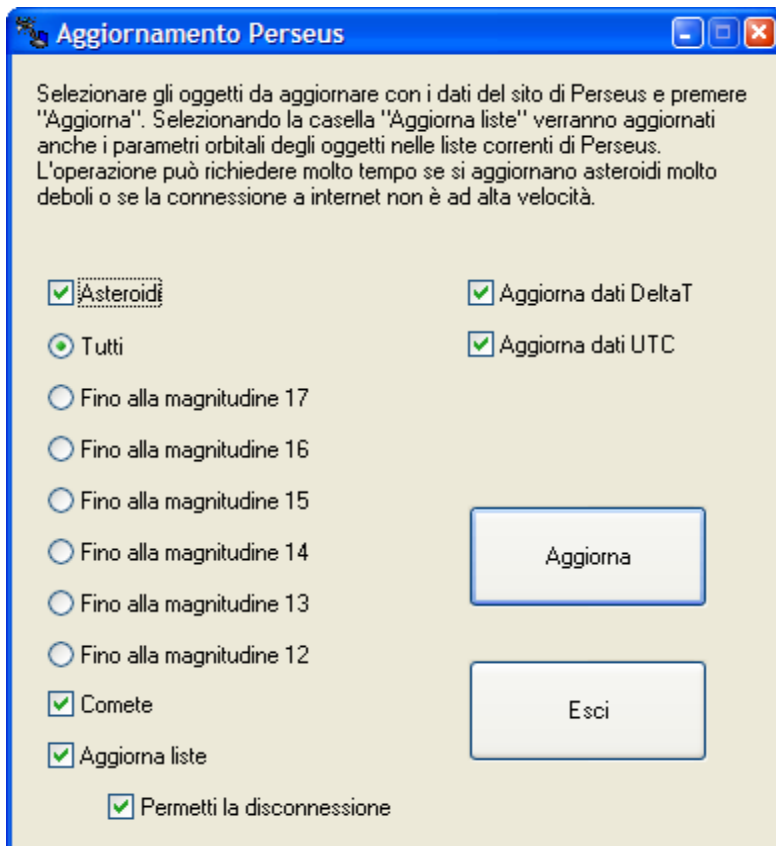 Aggiornamento Perseus
Selezionare gli oggetti da aggiornare con i dati del sito di Perseus e premere
"Aggiorna". Selezionando la casella "Aggiorna liste" verranno aggiornati
anche i parametri orbitali degli oggetti nelle liste correnti di Perseus.
L'operazione può richiedere molto tempo se si aggiornano asteroidi molto
deboli o se la connessione a internet non è ad alta velocità.
Asteroidi
Tutti
Fino alla magnitudine 17
Fino alla magnitudine 16
Fino alla magnitudine 15
Fino alla magnitudine 14
Fino alla magnitudine 13
Fino alla magnitudine 12
Comete
Aggiorna liste
Permetti la disconnessione
Aggiorna dati DeltaT
Aggiorna dati UTC
Aggiorna
Esci